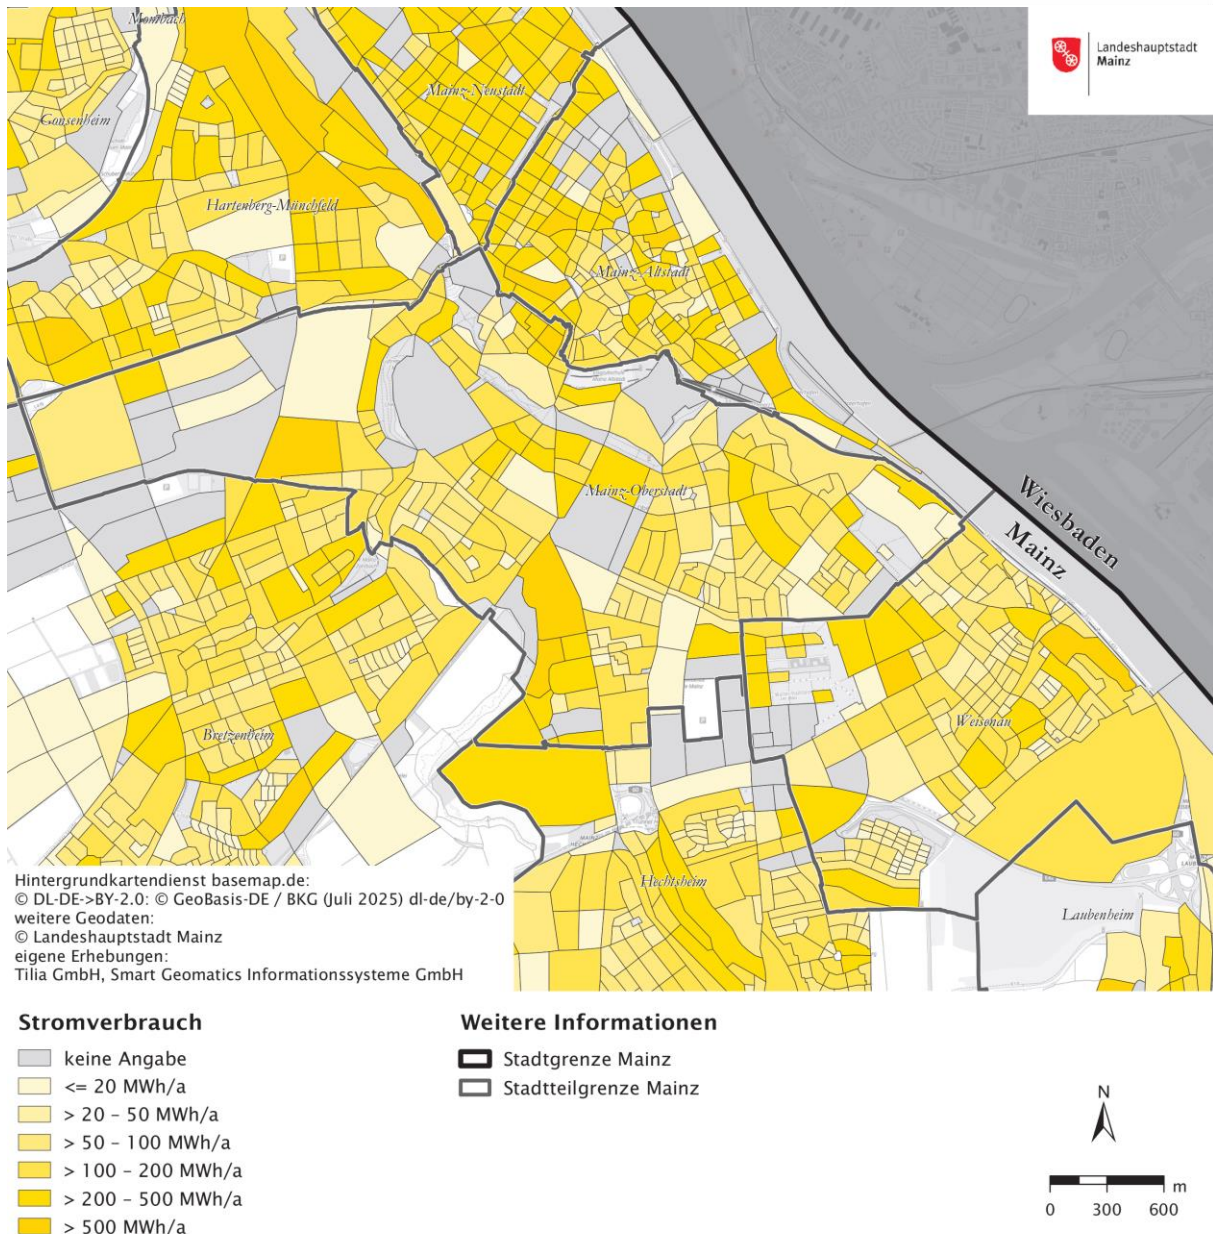 Mombach
Landeshauptstadt
Mainz
Mainz-Neustadt
Gonsenheim
Hartenberg-Münchfeld
Mainz-Altstadt
Mainz-Oberstadt
Wiesbaden
Mainz
Bretzenheim
Weisenau
Hechtsheim
Laubenheim
Hintergrundkartendienst basemap.de:
© DL-DE->BY-2.0: © GeoBasis-DE / BKG (Juli 2025) dl-de/by-2-0
weitere Geodaten:
© Landeshauptstadt Mainz
eigene Erhebungen:
Tilia GmbH, Smart Geomatics Informationssysteme GmbH
Stromverbrauch
keine Angabe
<= 20 MWh/a
> 20 – 50 MWh/a
> 50 – 100 MWh/a
> 100 – 200 MWh/a
> 200 – 500 MWh/a
> 500 MWh/a
Weitere Informationen
Stadtgrenze Mainz
Stadtteilgrenze Mainz
N
m
0 300 600